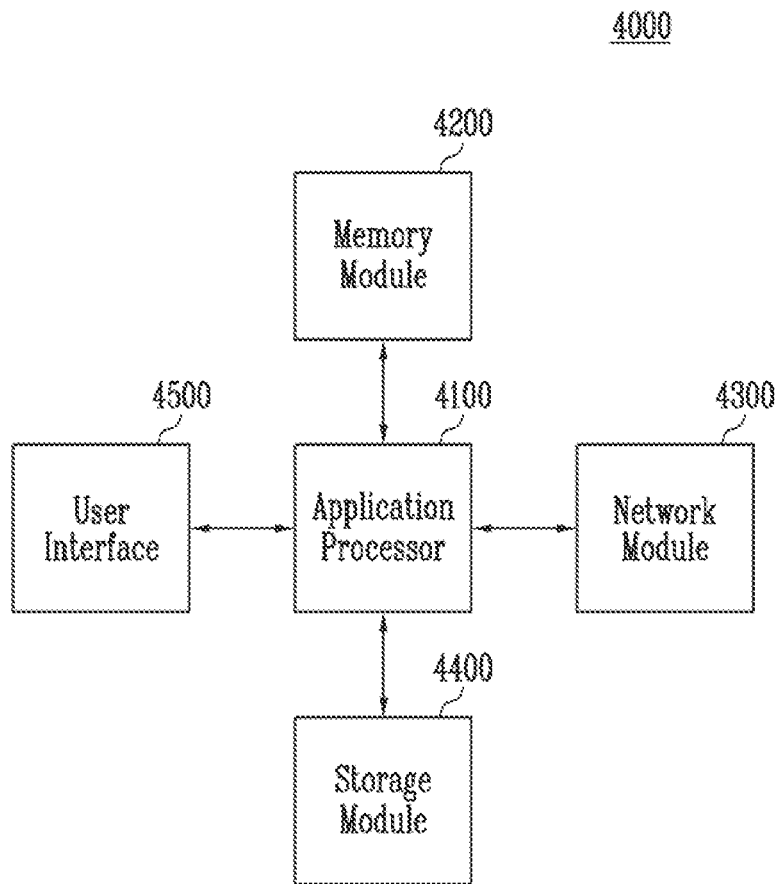 4000
4200
Memory
Module
4500
4100
4300
User
Interface
Application
Processor
Network
Module
4400
Storage
Module